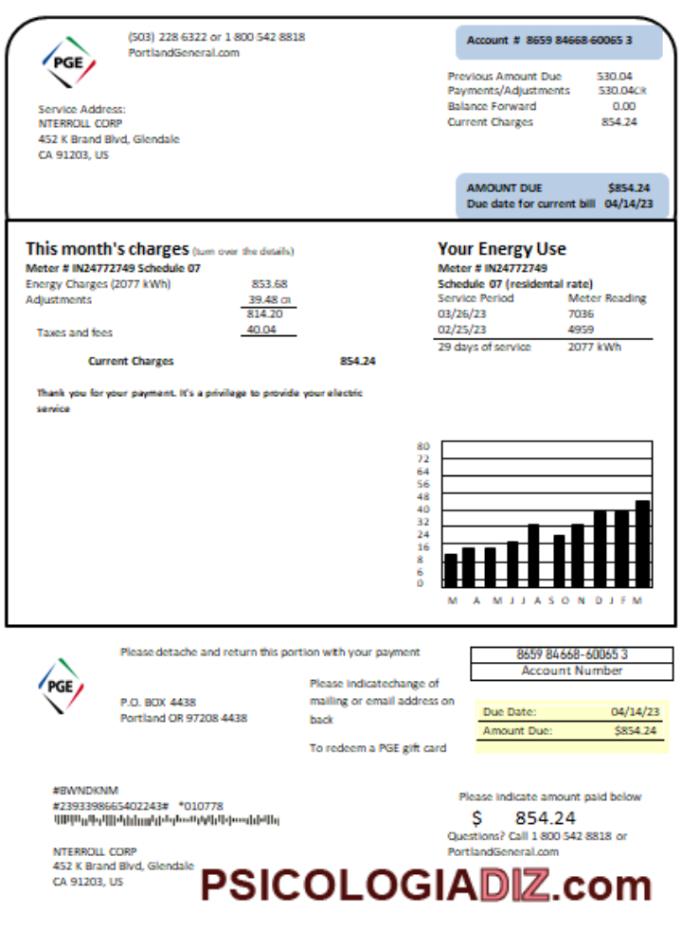 PGE
(503) 228 6322 or 1 800 542 8818
PortlandGeneral.com
Account # 8659 84668-60065 3
Previous Amount Due 530.04
Payments/Adjustments 530.04CR
Balance Forward 0.00
Current Charges 854.24
Service Address:
NTERROLL CORP
452 K Brand Blvd, Glendale
CA 91203, US
AMOUNT DUE $854.24
Due date for current bill 04/14/23
This month's charges (turn over the details)
Meter # IN24772749 Schedule 07
Energy Charges (2077 kWh) 853.68
Adjustments 39.48 CR
814.20
Taxes and fees 40.04
Current Charges 854.24
Thank you for your payment. It's a privilege to provide your electric
service
Your Energy Use
Meter # IN24772749
Schedule 07 (residential rate)
Service Period Meter Reading
03/26/23 7036
02/25/23 4959
29 days of service 2077 kWh
80
72
64
56
48
40
32
24
16
8
6
0
M A M J J A S O N D J F M
PGE
Please detache and return this portion with your payment
P.O. BOX 4438
Portland OR 97208 4438
Please indicatechange of
mailing or email address on
back
To redeem a PGE gift card
8659 84668-60065 3
Account Number
Due Date: 04/14/23
Amount Due: $854.24
#BWNDKNM
#2393398665402243# *010778
NTERROLL CORP
452 K Brand Blvd, Glendale
CA 91203, US
Please indicate amount paid below
$ 854.24
Questions? Call 1 800 542 8818 or
PortlandGeneral.com
PSICOLOGIADIZ.com